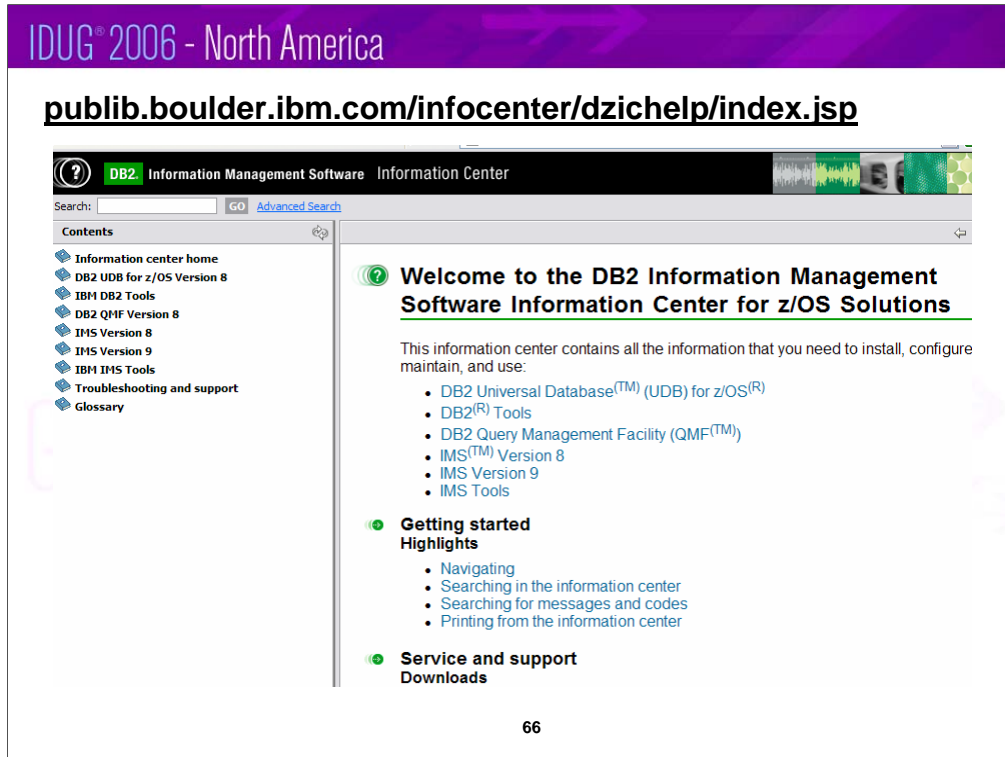 IDUG® 2006 - North America
publib.boulder.ibm.com/infocenter/dzichelp/index.jsp
DB2. Information Management Software Information Center
Search: GO Advanced Search
Contents
Information center home
DB2 UDB for z/OS Version 8
IBM DB2 Tools
DB2 QMF Version 8
IMS Version 8
IMS Version 9
IBM IMS Tools
Troubleshooting and support
Glossary
Welcome to the DB2 Information Management
Software Information Center for z/OS Solutions
This information center contains all the information that you need to install, configure
maintain, and use:
• DB2 Universal Database(TM) (UDB) for z/OS(R)
• DB2(R) Tools
• DB2 Query Management Facility (QMF(TM))
• IMS(TM) Version 8
• IMS Version 9
• IMS Tools
Getting started
Highlights
• Navigating
• Searching in the information center
• Searching for messages and codes
• Printing from the information center
Service and support
Downloads
66